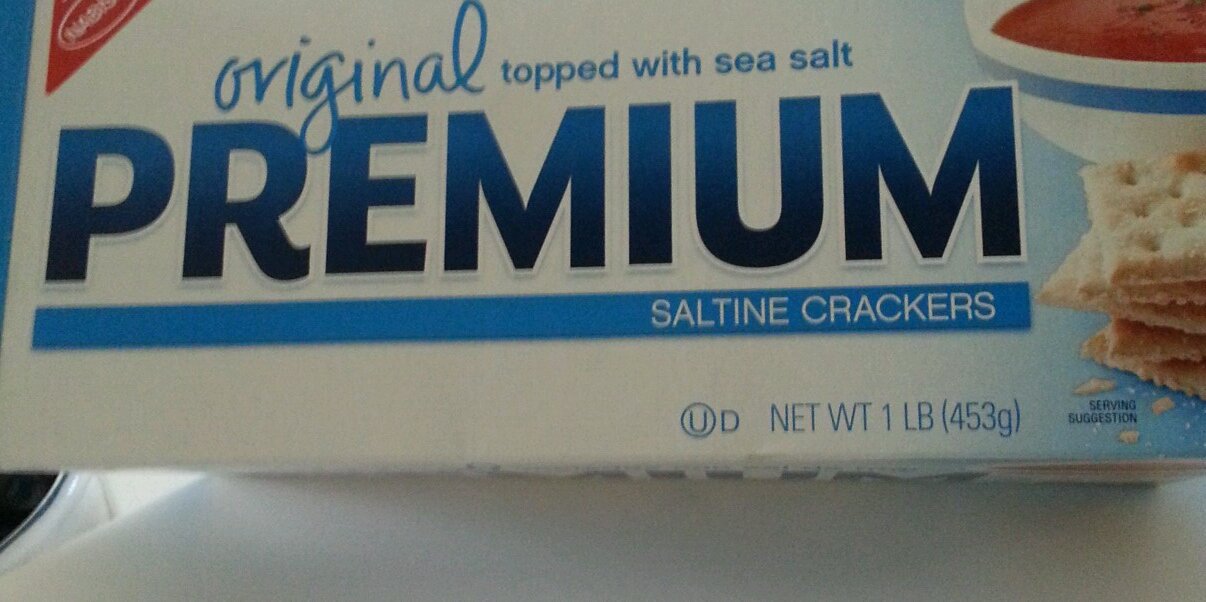 original topped with sea salt
PREMIUM
SALTINE CRACKERS
Ⓤ D NET WT 1 LB (453g)
SERVING
SUGGESTION